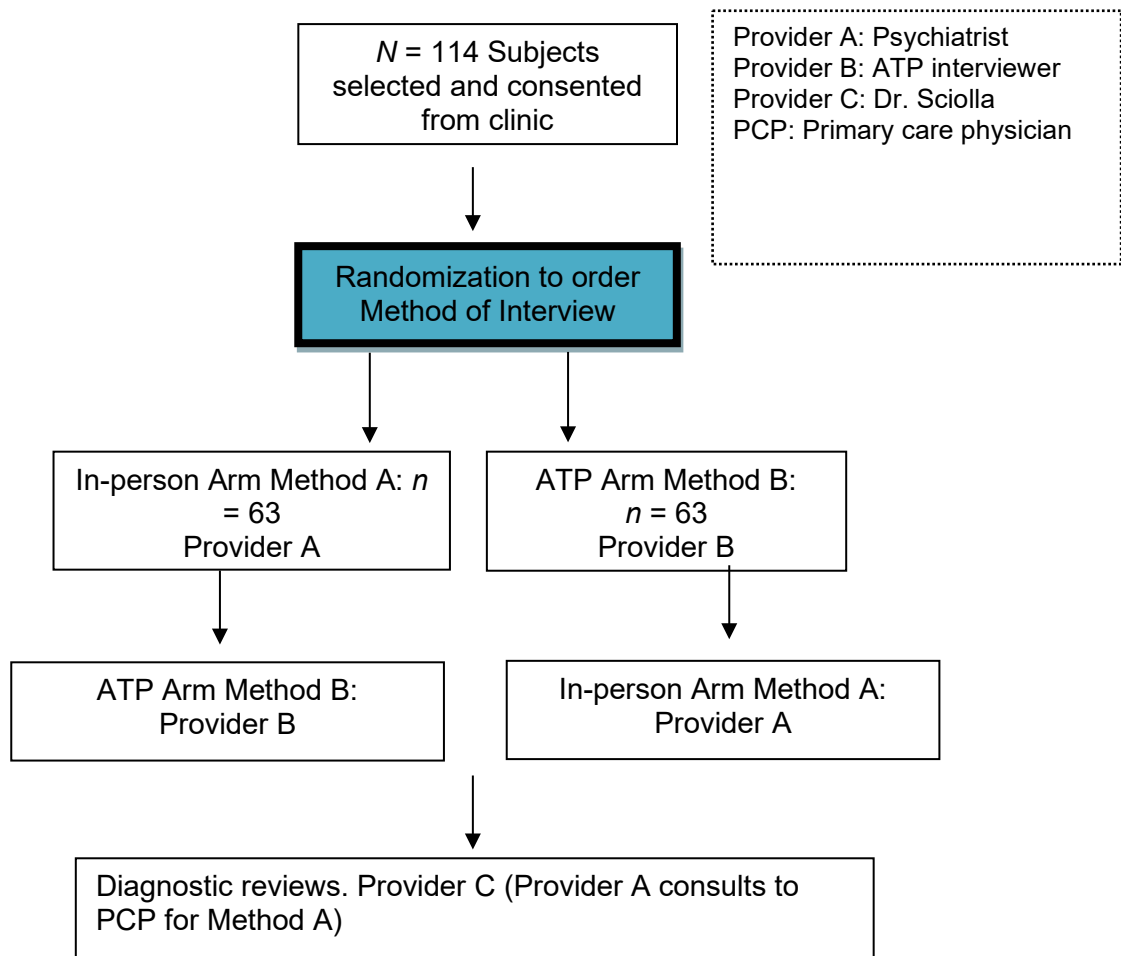 N = 114 Subjects
selected and consented
from clinic
Provider A: Psychiatrist
Provider B: ATP interviewer
Provider C: Dr. Sciolla
PCP: Primary care physician
Randomization to order
Method of Interview
In-person Arm Method A: n
= 63
Provider A
ATP Arm Method B:
n = 63
Provider B
ATP Arm Method B:
Provider B
In-person Arm Method A:
Provider A
Diagnostic reviews. Provider C (Provider A consults to
PCP for Method A)